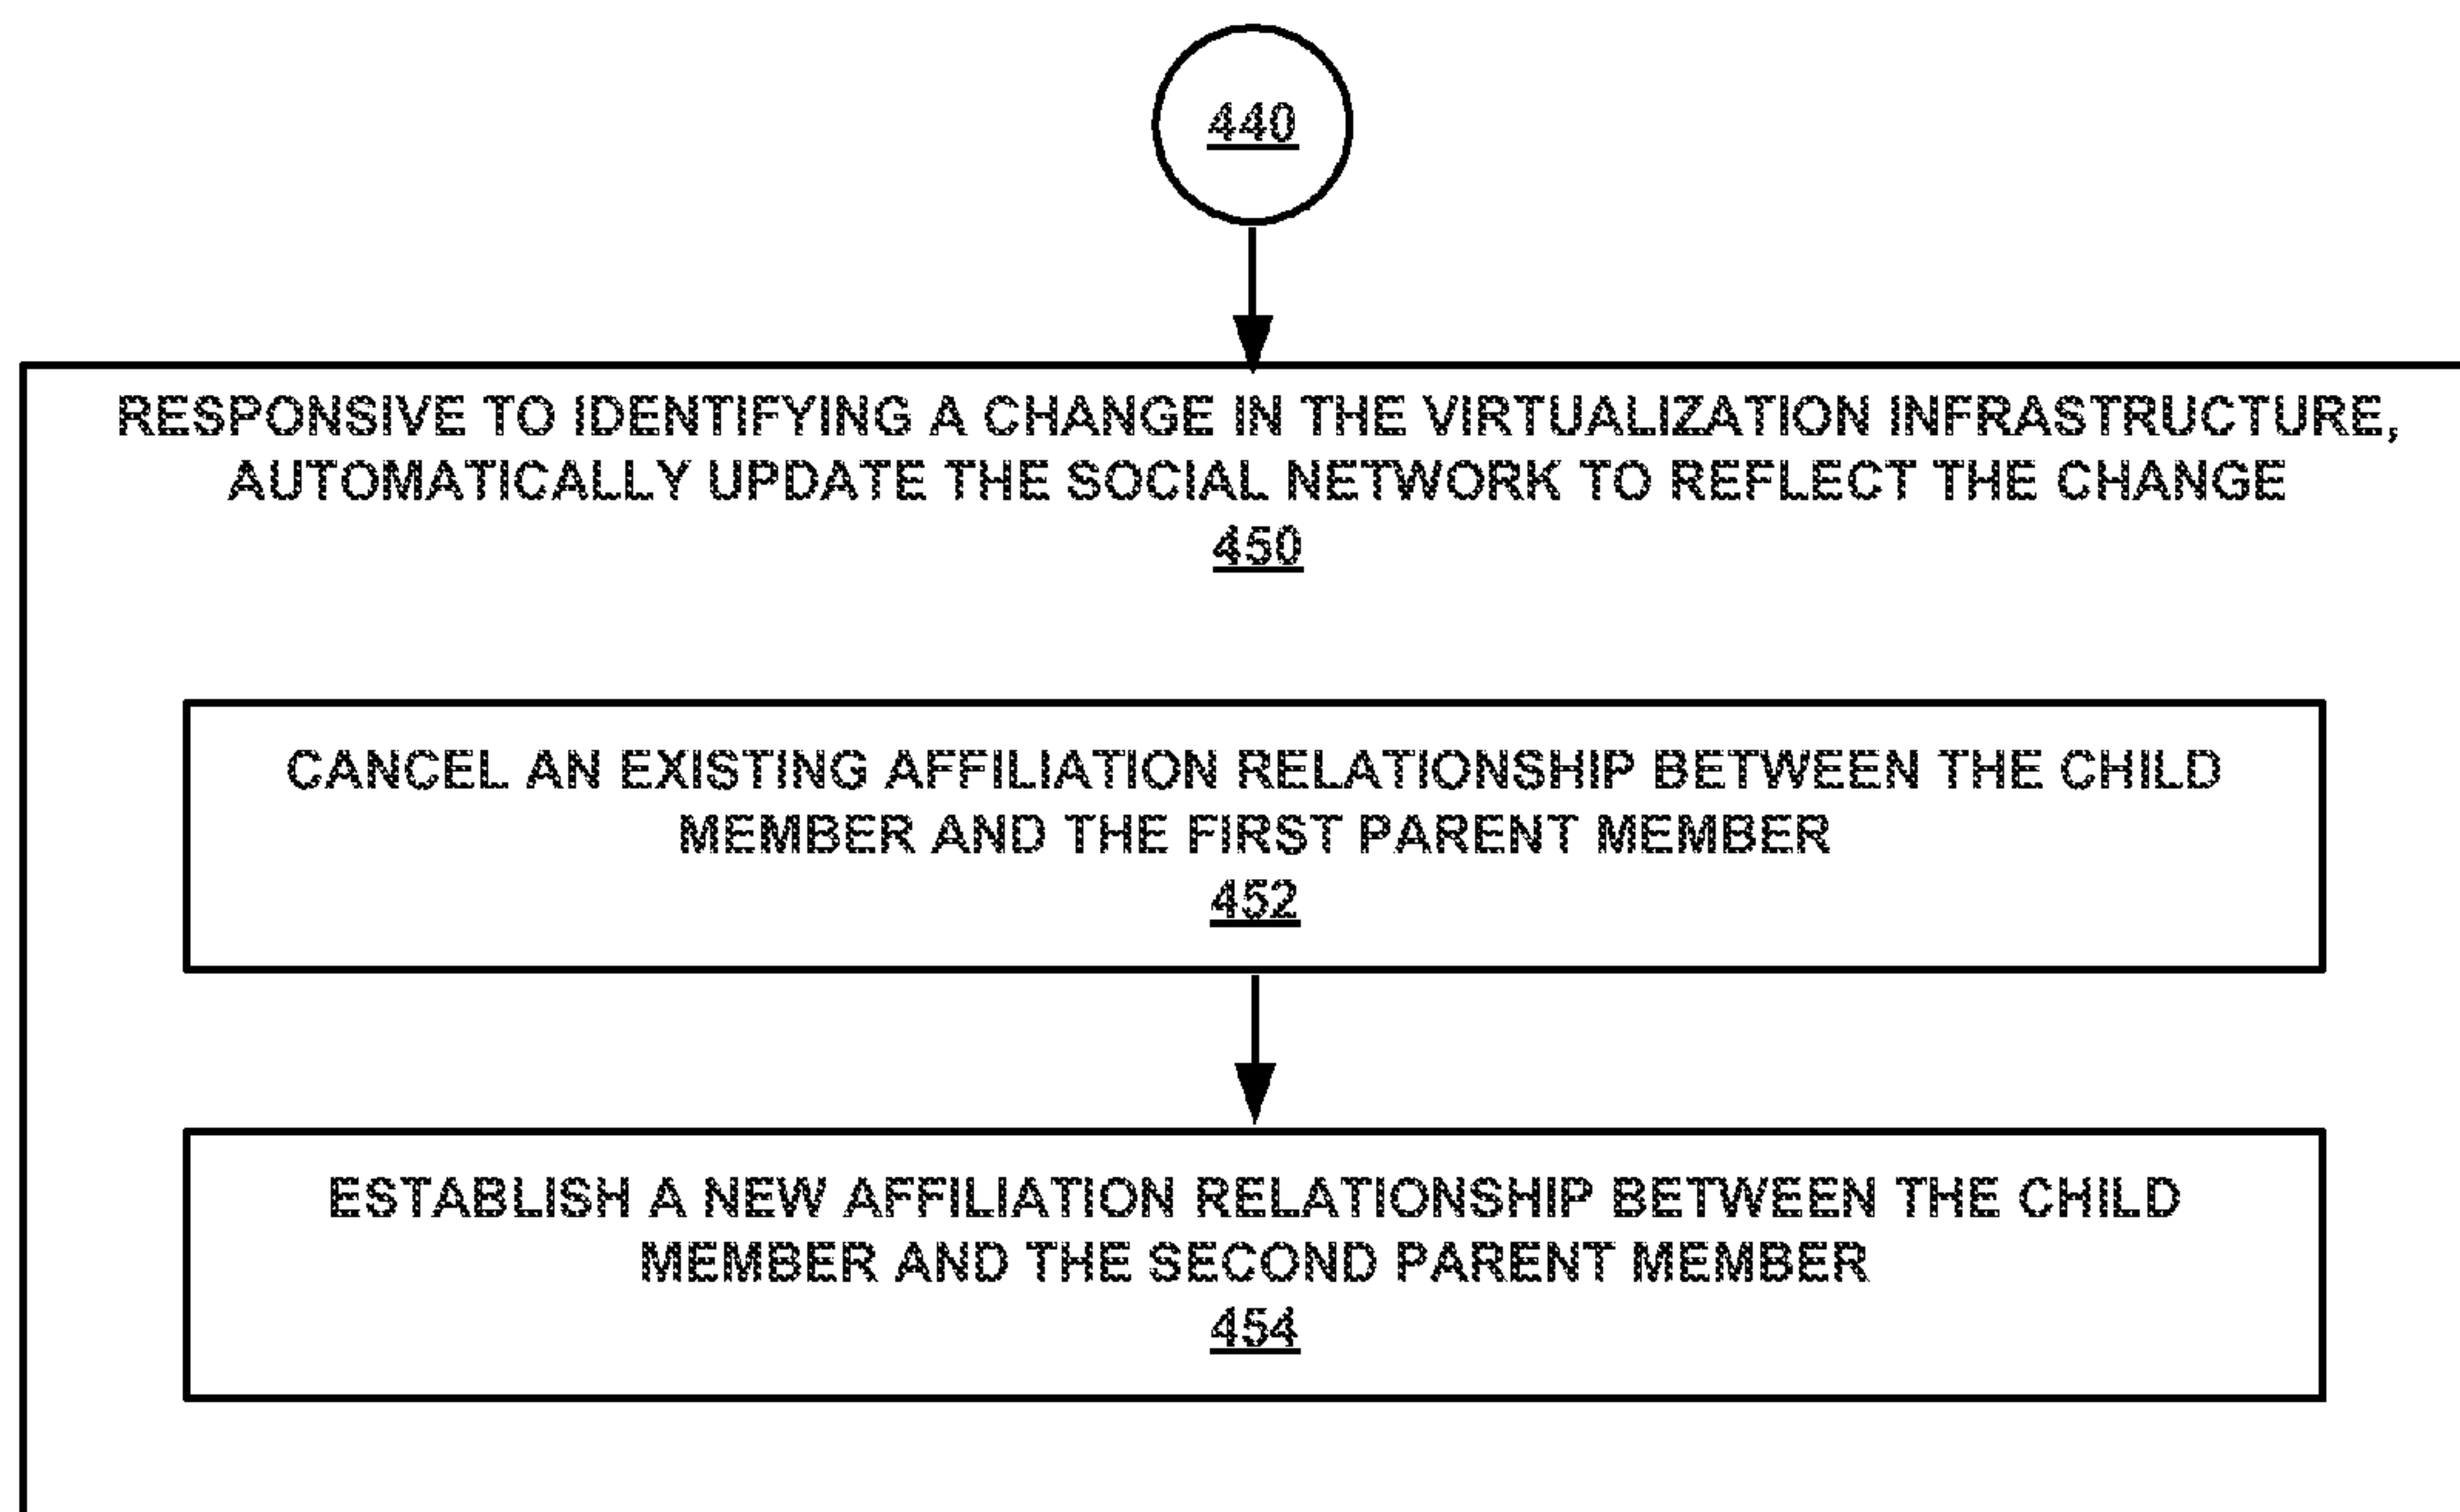 440
RESPONSIVE TO IDENTIFYING A CHANGE IN THE VIRTUALIZATION INFRASTRUCTURE,
AUTOMATICALLY UPDATE THE SOCIAL NETWORK TO REFLECT THE CHANGE
450
CANCEL AN EXISTING AFFILIATION RELATIONSHIP BETWEEN THE CHILD
MEMBER AND THE FIRST PARENT MEMBER
452
ESTABLISH A NEW AFFILIATION RELATIONSHIP BETWEEN THE CHILD
MEMBER AND THE SECOND PARENT MEMBER
454